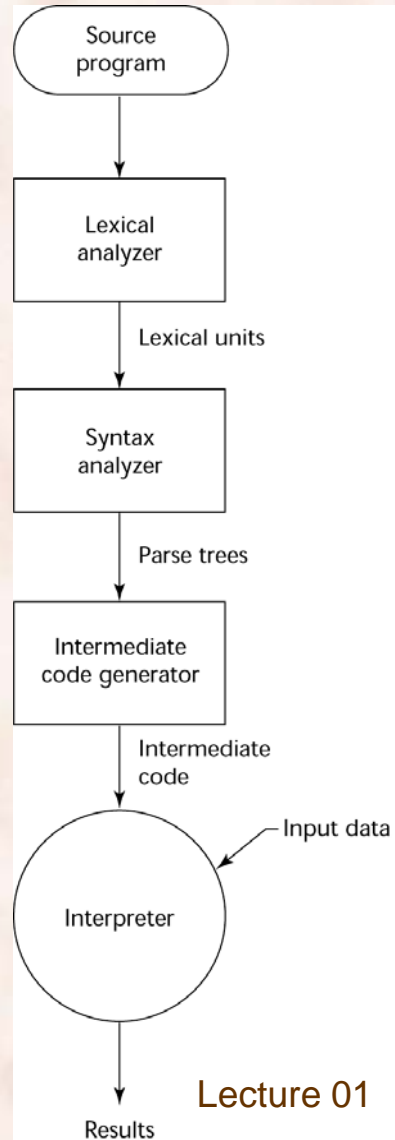 Source
program
Lexical
analyzer
Lexical units
Syntax
analyzer
Parse trees
Intermediate
code generator
Intermediate
code
Input data
Interpreter
Lecture 01
Results